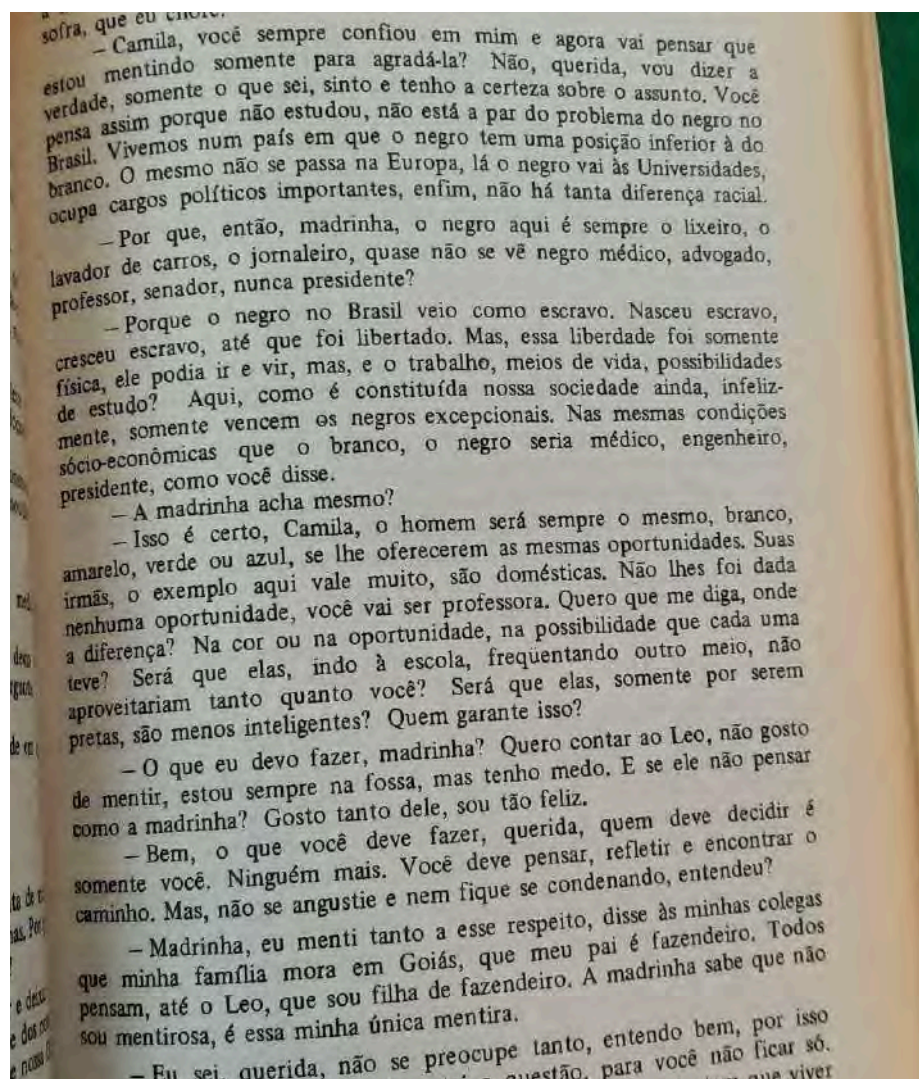 sofra, que eu chore.
— Camila, você sempre confiou em mim e agora vai pensar que
estou mentindo somente para agradá-la? Não, querida, vou dizer a
verdade, somente o que sei, sinto e tenho a certeza sobre o assunto. Você
pensa assim porque não estudou, não está a par do problema do negro no
Brasil. Vivemos num país em que o negro tem uma posição inferior à do
branco. O mesmo não se passa na Europa, lá o negro vai às Universidades,
ocupa cargos políticos importantes, enfim, não há tanta diferença racial.
— Por que, então, madrinha, o negro aqui é sempre o lixeiro, o
lavador de carros, o jornaleiro, quase não se vê negro médico, advogado,
professor, senador, nunca presidente?
— Porque o negro no Brasil veio como escravo. Nasceu escravo,
cresceu escravo, até que foi libertado. Mas, essa liberdade foi somente
física, ele podia ir e vir, mas, e o trabalho, meios de vida, possibilidades
de estudo? Aqui, como é constituída nossa sociedade ainda, infeliz-
mente, somente vencem os negros excepcionais. Nas mesmas condições
sócio-econômicas que o branco, o negro seria médico, engenheiro,
presidente, como você disse.
— A madrinha acha mesmo?
— Isso é certo, Camila, o homem será sempre o mesmo, branco,
amarelo, verde ou azul, se lhe oferecerem as mesmas oportunidades. Suas
irmãs, o exemplo aqui vale muito, são domésticas. Não lhes foi dada
nenhuma oportunidade, você vai ser professora. Quero que me diga, onde
a diferença? Na cor ou na oportunidade, na possibilidade que cada uma
teve? Será que elas, indo à escola, freqüentando outro meio, não
aproveitariam tanto quanto você? Será que elas, somente por serem
pretas, são menos inteligentes? Quem garante isso?
— O que eu devo fazer, madrinha? Quero contar ao Leo, não gosto
de mentir, estou sempre na fossa, mas tenho medo. E se ele não pensar
como a madrinha? Gosto tanto dele, sou tão feliz.
— Bem, o que você deve fazer, querida, quem deve decidir é
somente você. Ninguém mais. Você deve pensar, refletir e encontrar o
caminho. Mas, não se angustie e nem fique se condenando, entendeu?
— Madrinha, eu menti tanto a esse respeito, disse às minhas colegas
que minha família mora em Goiás, que meu pai é fazendeiro. Todos
pensam, até o Leo, que sou filha de fazendeiro. A madrinha sabe que não
sou mentirosa, é essa minha única mentira.
— Eu sei, querida, não se preocupe tanto, entendo bem, por isso
questão, para você não ficar só.
que viver